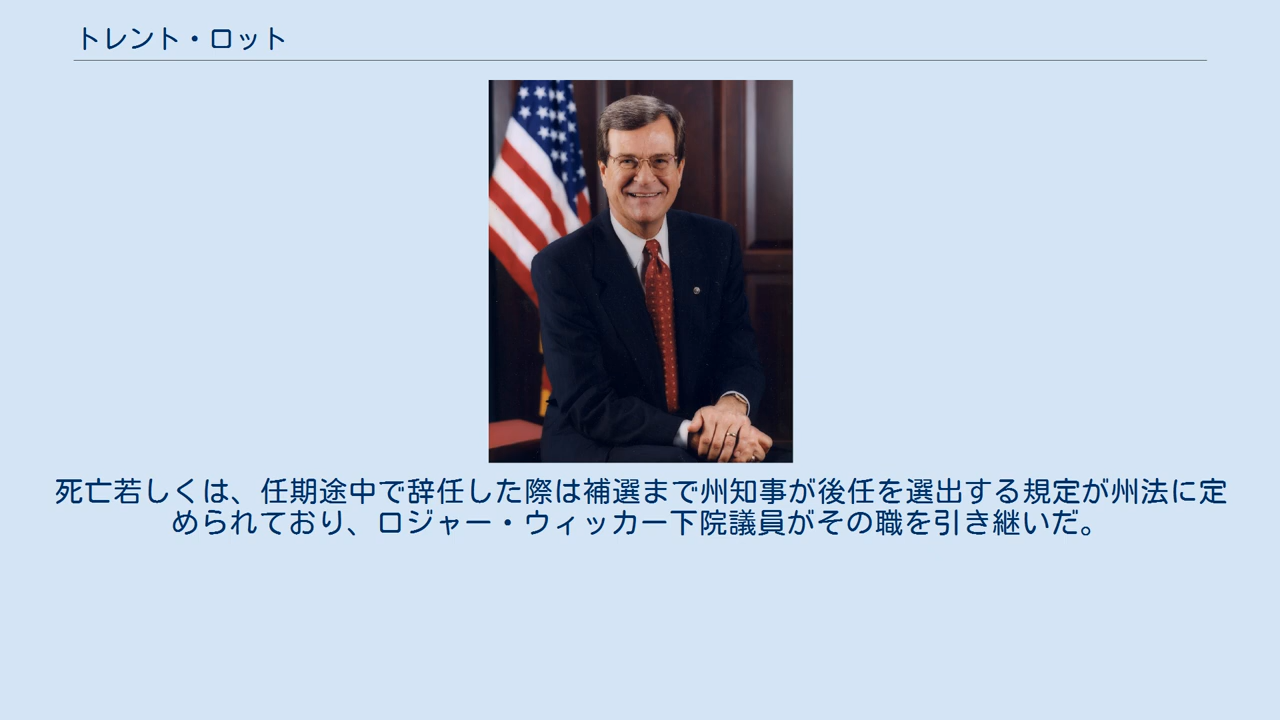 トレント・ロット
死亡若しくは、任期途中で辞任した際は補選まで州知事が後任を選出する規定が州法に定
められており、ロジャー・ウィッカー下院議員がその職を引き継いだ。